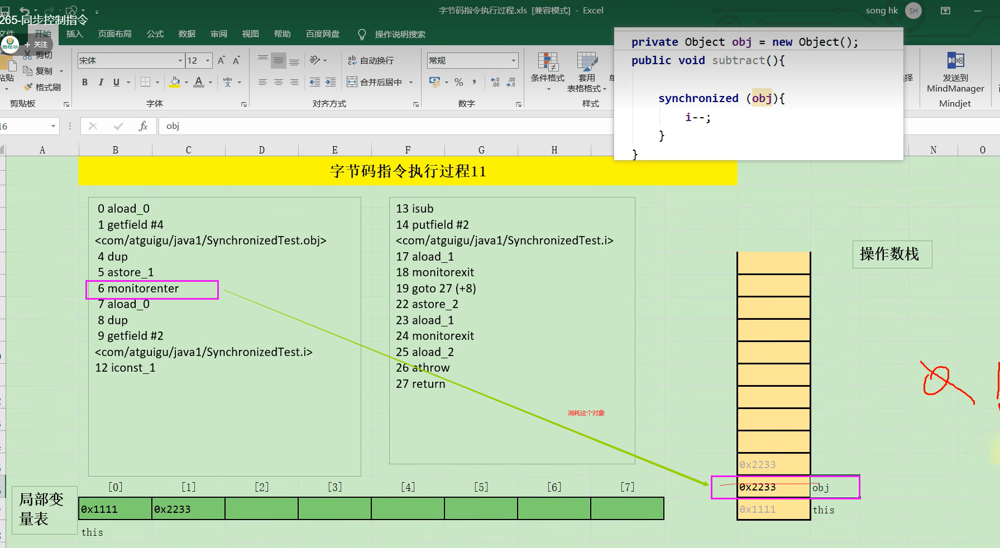 字节码指令执行过程.xls [兼容模式] - Excel
song hk
SH
265-同步控制指令
文件
开始
插入
页面布局
公式
数据
审阅
视图
帮助
百度网盘
操作说明搜索
+ 关注
剪切
复制
格式刷
粘贴
剪贴板
宋体
12
A A
B I U
A
wén
文
字体
ab
c
自动换行
合并后居中
对齐方式
常规
% ,
数字
条件格式
套用
表格格式
样式
发送到
MindManager
Mindjet
private Object obj = new Object();
public void subtract(){
synchronized (obj){
i--;
}
}
16
fx
obj
A
B
C
D
E
F
G
H
N
O
字节码指令执行过程11
0 aload_0
1 getfield #4
<com/atguigu/java1/SynchronizedTest.obj>
4 dup
5 astore_1
6 monitorenter
7 aload_0
8 dup
9 getfield #2
<com/atguigu/java1/SynchronizedTest.i>
12 iconst_1
13 isub
14 putfield #2
<com/atguigu/java1/SynchronizedTest.i>
17 aload_1
18 monitorexit
19 goto 27 (+8)
22 astore_2
23 aload_1
24 monitorexit
25 aload_2
26 athrow
27 return
消耗这个对象
操作数栈
0x2233
0x2233
obj
0x1111
this
[0]
[1]
[2]
[3]
[4]
[5]
[6]
[7]
局部变
量表
0x1111
0x2233
this